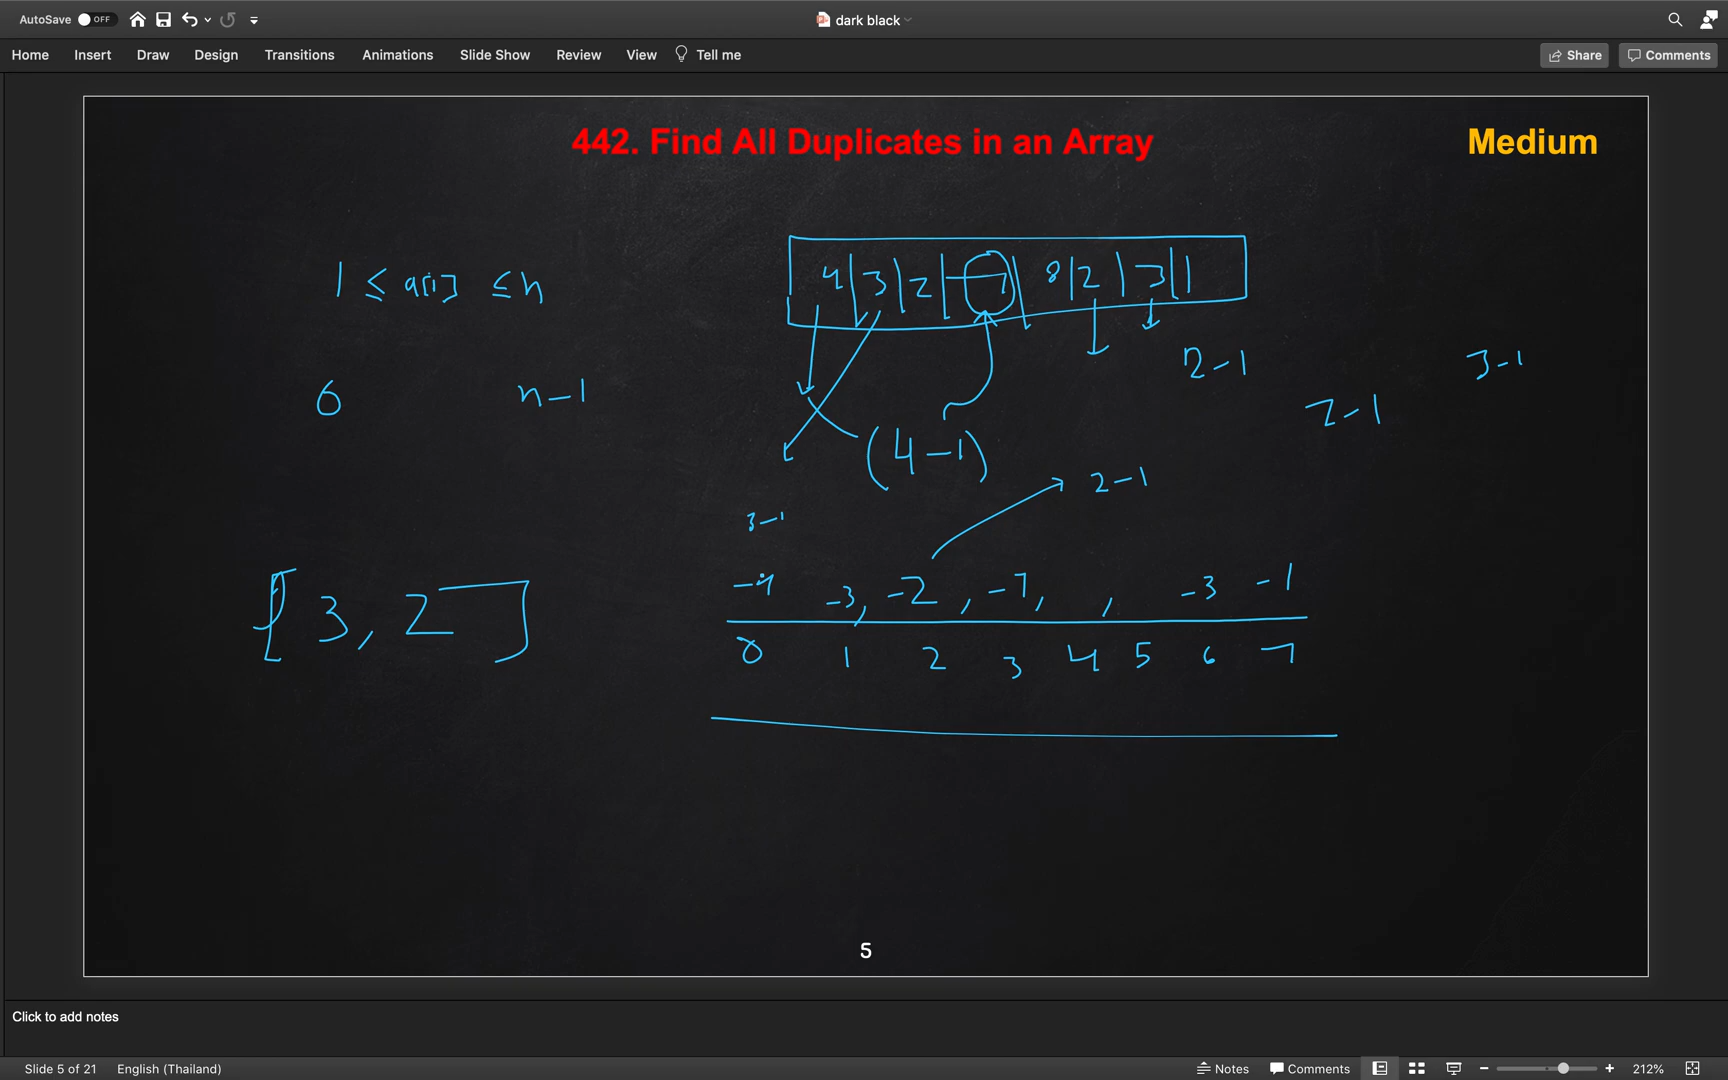 AutoSave OFF
dark black
Home Insert Draw Design Transitions Animations Slide Show Review View Tell me
Share Comments
442. Find All Duplicates in an Array
Medium
1 ≤ a[i] ≤ n
4 | 3 | 2 | -7 | 8 | 2 | 3 | 1
2-1
3-1
0
n-1
2-1
(4-1)
2-1
3-1
-4 -3, -2, -7, , -3 -1
[3, 2]
0 1 2 3 4 5 6 7
5
Click to add notes
Slide 5 of 21 English (Thailand)
Notes Comments 212%